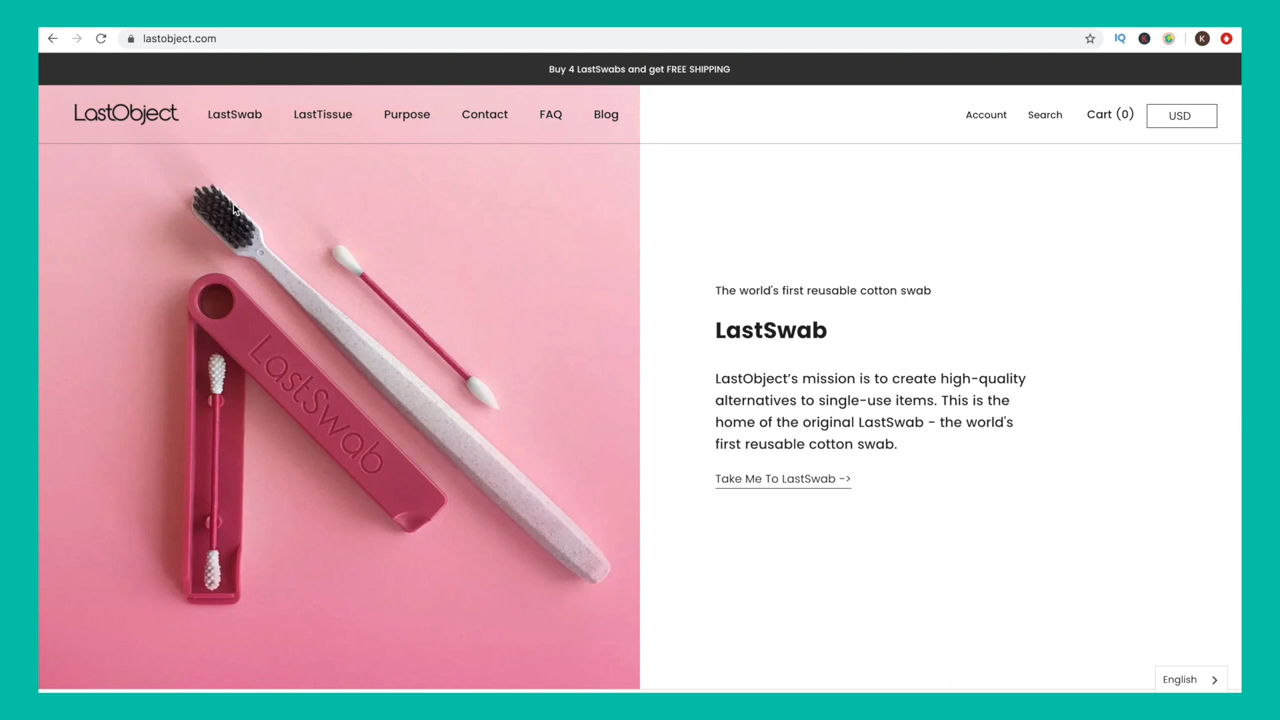 lastobject.com
IQ
K
Buy 4 LastSwabs and get FREE SHIPPING
LastObject LastSwab LastTissue Purpose Contact FAQ Blog Account Search Cart (0) USD
LastSwab
The world's first reusable cotton swab
LastSwab
LastObject's mission is to create high-quality
alternatives to single-use items. This is the
home of the original LastSwab - the world's
first reusable cotton swab.
Take Me To LastSwab ->
English